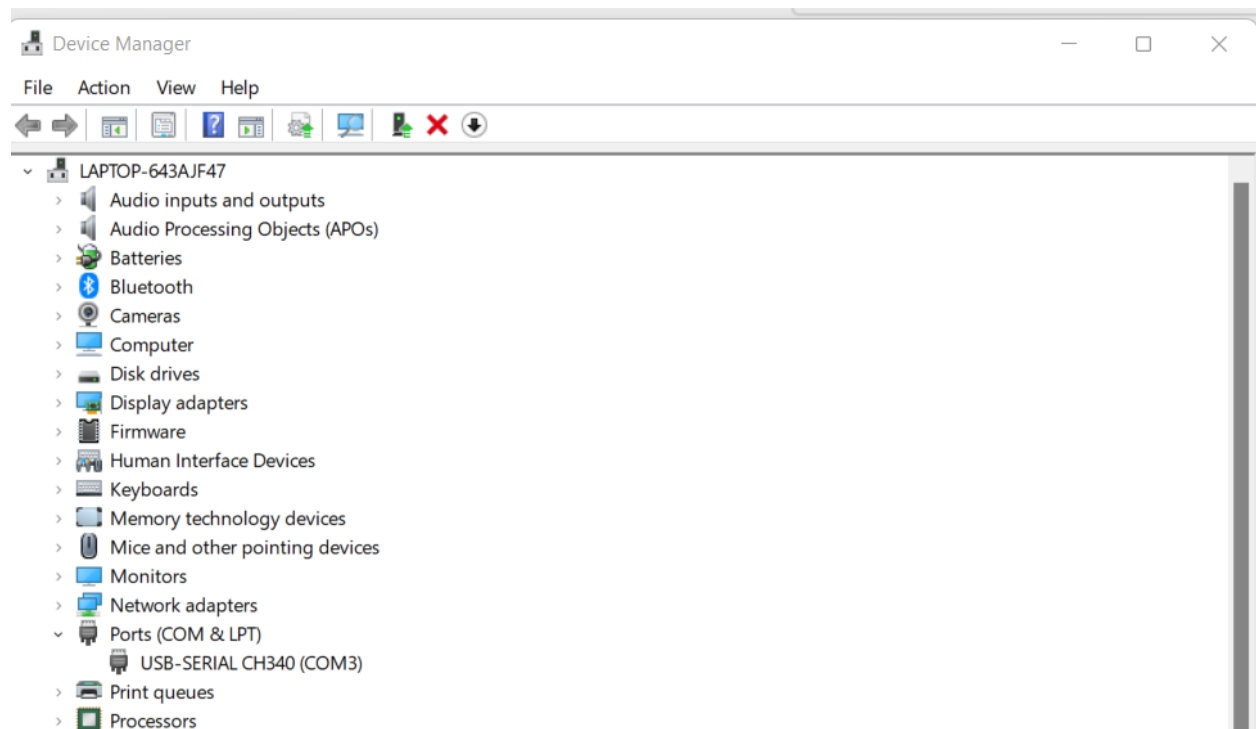 Device Manager
File Action View Help
LAPTOP-643AJF47
Audio inputs and outputs
Audio Processing Objects (APOs)
Batteries
Bluetooth
Cameras
Computer
Disk drives
Display adapters
Firmware
Human Interface Devices
Keyboards
Memory technology devices
Mice and other pointing devices
Monitors
Network adapters
Ports (COM & LPT)
USB-SERIAL CH340 (COM3)
Print queues
Processors